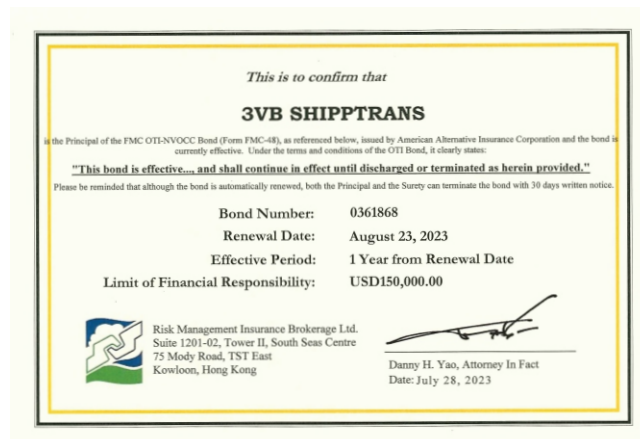 This is to confirm that
3VB SHIPPTRANS
is the Principal of the FMC OTI-NVOCC Bond (Form FMC-48), as referenced below, issued by American Alternative Insurance Corporation and the bond is
currently effective. Under the terms and conditions of the OTI Bond, it clearly states:
"This bond is effective...., and shall continue in effect until discharged or terminated as herein provided."
Please be reminded that although the bond is automatically renewed, both the Principal and the Surety can terminate the bond with 30 days written notice.
Bond Number: 0361868
Renewal Date: August 23, 2023
Effective Period: 1 Year from Renewal Date
Limit of Financial Responsibility: USD150,000.00
Risk Management Insurance Brokerage Ltd.
Suite 1201-02, Tower II, South Seas Centre
75 Mody Road, TST East
Kowloon, Hong Kong
Danny H. Yao, Attorney In Fact
Date: July 28, 2023